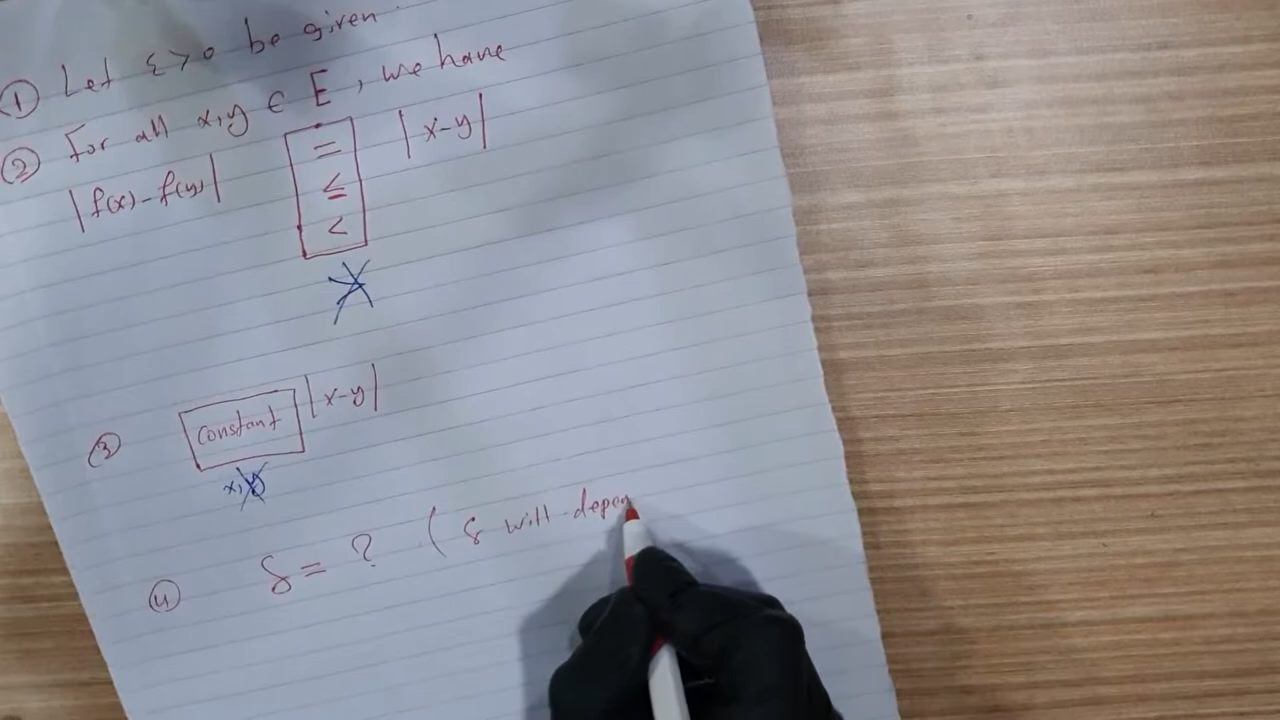 ① Let ε>0 be given.
② For all x,y ∈ E, we have
|f(x)-f(y)| = ≤ < |x-y|
③ constant |x-y|
x,y
④ δ = ? ( δ will depen